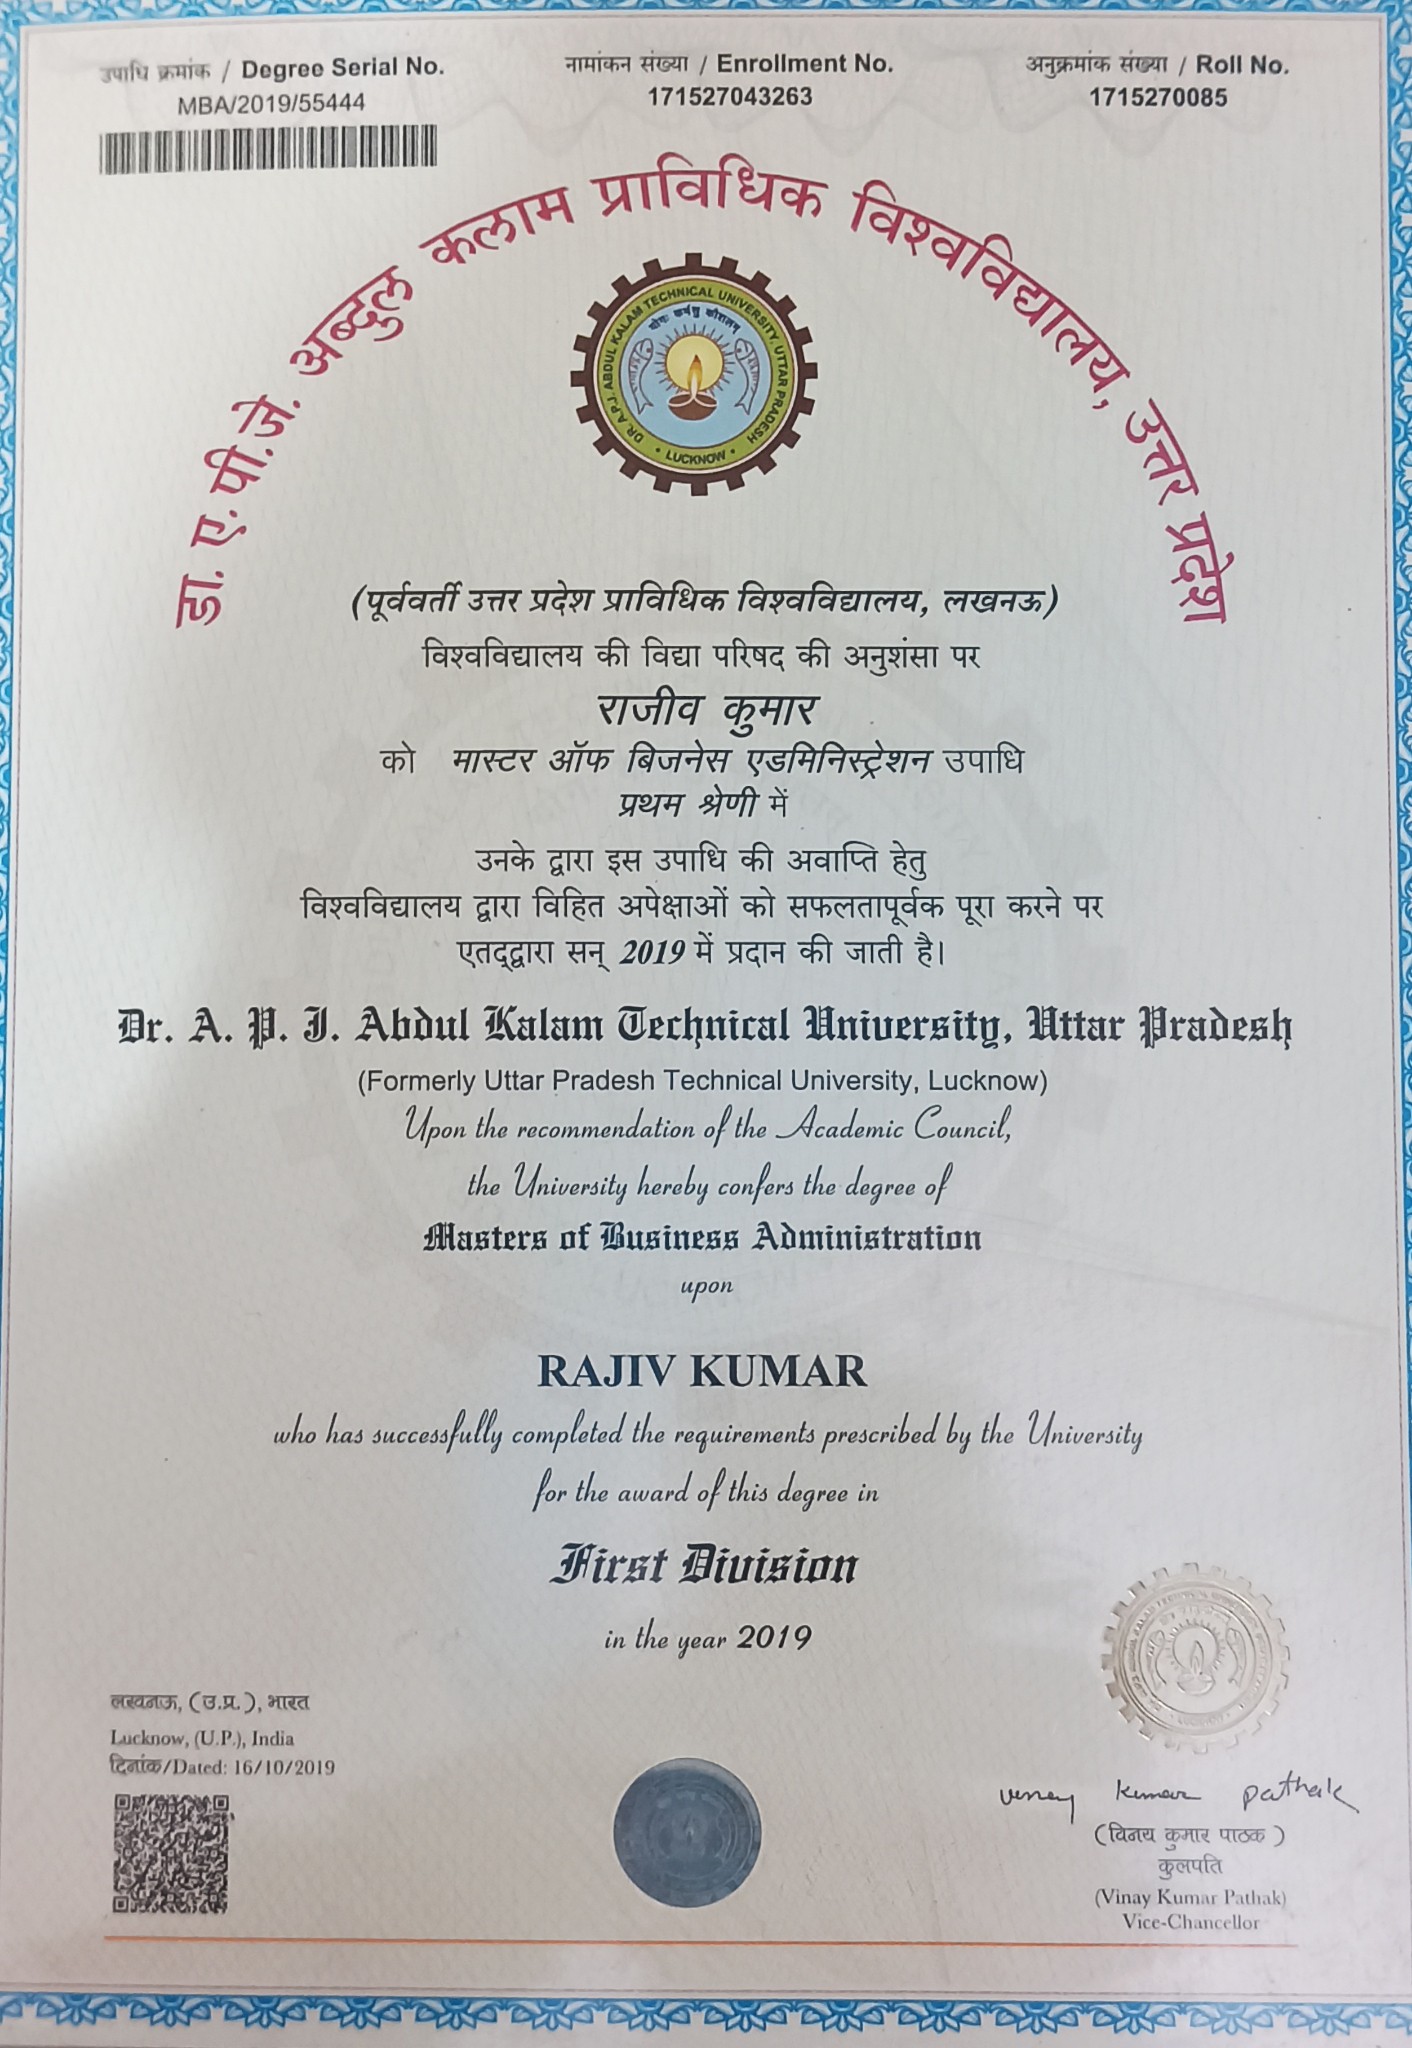 उपाधि क्रमांक / Degree Serial No.
MBA/2019/55444
नामांकन संख्या / Enrollment No.
171527043263
अनुक्रमांक संख्या / Roll No.
1715270085
डा. ए. पी. जे. अब्दुल कलाम प्राविधिक विश्वविद्यालय, उत्तर प्रदेश
DR. A.P.J. ABDUL KALAM TECHNICAL UNIVERSITY, UTTAR PRADESH
योगः कर्मसु कौशलम्
• LUCKNOW •
(पूर्ववर्ती उत्तर प्रदेश प्राविधिक विश्वविद्यालय, लखनऊ)
विश्वविद्यालय की विद्या परिषद की अनुशंसा पर
राजीव कुमार
को मास्टर ऑफ बिजनेस एडमिनिस्ट्रेशन उपाधि
प्रथम श्रेणी में
उनके द्वारा इस उपाधि की अवाप्ति हेतु
विश्वविद्यालय द्वारा विहित अपेक्षाओं को सफलतापूर्वक पूरा करने पर
एतद्द्वारा सन् 2019 में प्रदान की जाती है।
Dr. A. P. J. Abdul Kalam Technical University, Uttar Pradesh
(Formerly Uttar Pradesh Technical University, Lucknow)
Upon the recommendation of the Academic Council,
the University hereby confers the degree of
Masters of Business Administration
upon
RAJIV KUMAR
who has successfully completed the requirements prescribed by the University
for the award of this degree in
First Division
in the year 2019
लखनऊ, (उ.प्र.), भारत
Lucknow, (U.P.), India
दिनांक/Dated: 16/10/2019
Vinay Kumar Pathak
(विनय कुमार पाठक)
कुलपति
(Vinay Kumar Pathak)
Vice-Chancellor